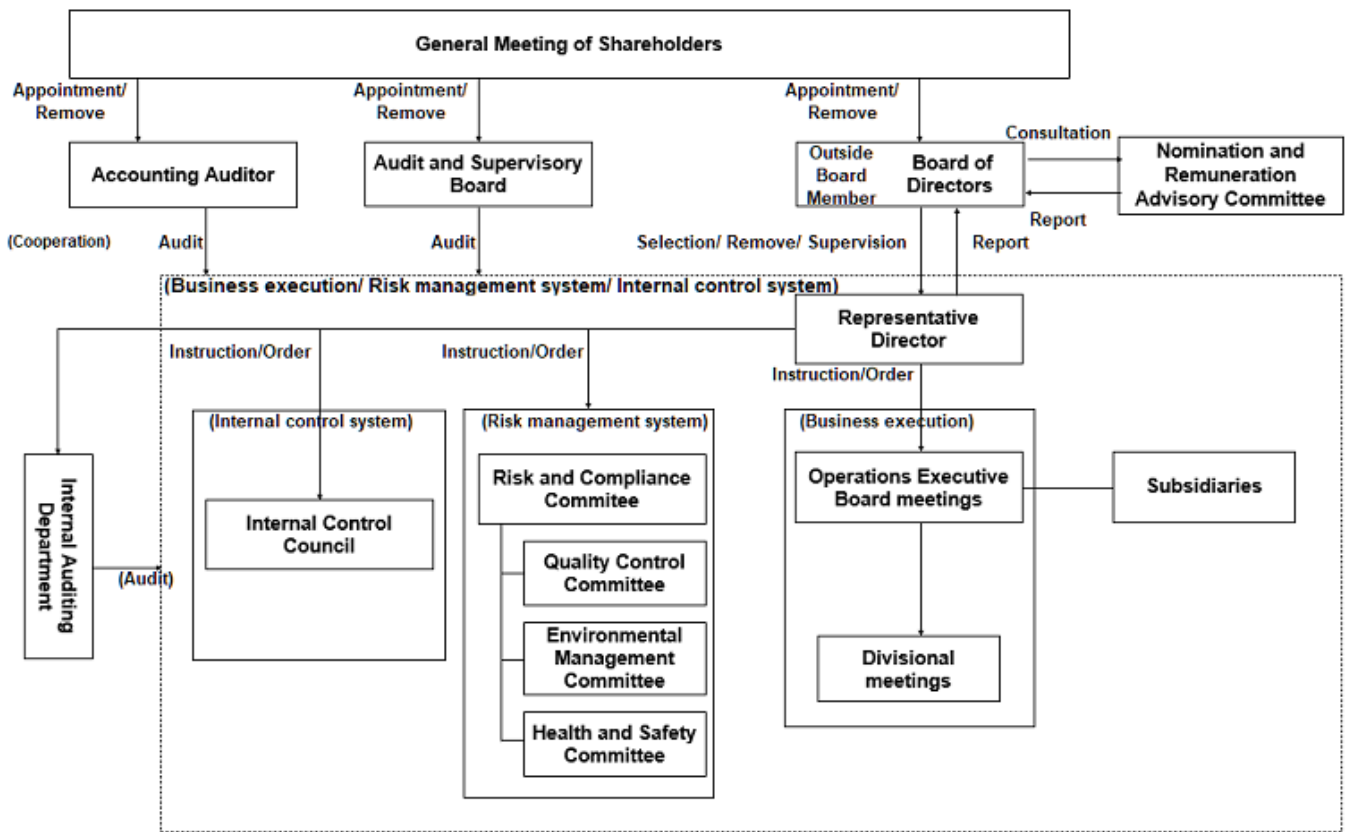 General Meeting of Shareholders
Appointment/
Remove
Appointment/
Remove
Appointment/
Remove
Consultation
Accounting Auditor
Audit and Supervisory
Board
Outside
Board
Member
Board of
Directors
Nomination and
Remuneration
Advisory Committee
Report
(Cooperation)
Audit
Audit
Selection/ Remove/ Supervision
Report
(Business execution/ Risk management system/ Internal control system)
Representative
Director
Instruction/Order
Instruction/Order
Instruction/Order
(Internal control system)
(Risk management system)
(Business execution)
Internal Auditing
Department
(Audit)
Internal Control
Council
Risk and Compliance
Commitee
Quality Control
Committee
Environmental
Management
Committee
Health and Safety
Committee
Operations Executive
Board meetings
Subsidiaries
Divisional
meetings